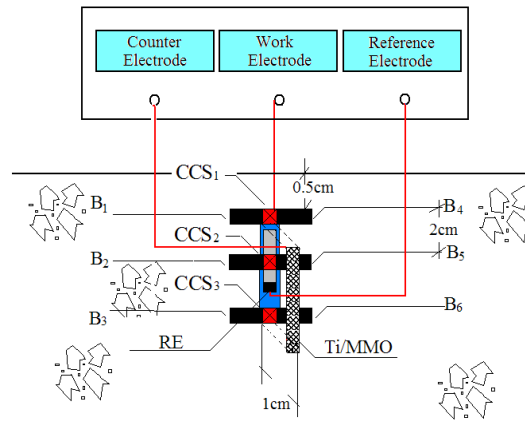 Counter
Electrode
Work
Electrode
Reference
Electrode
CCS1
0.5cm
B1
B4
2cm
CCS2
B2
B5
CCS3
B3
B6
RE
Ti/MMO
1cm